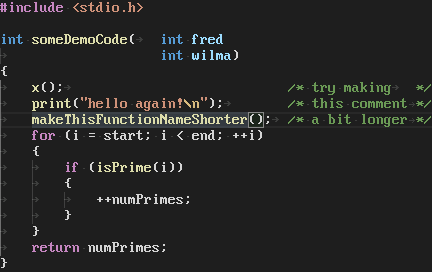 #include <stdio.h>

int someDemoCode(   int fred
                    int wilma)
{
    x();                            /* try making   */
    print("hello again!\n");        /* this comment */
    makeThisFunctionNameShorter();  /* a bit longer */
    for (i = start; i < end; ++i)
    {
        if (isPrime(i))
        {
            ++numPrimes;
        }
    }
    return numPrimes;
}